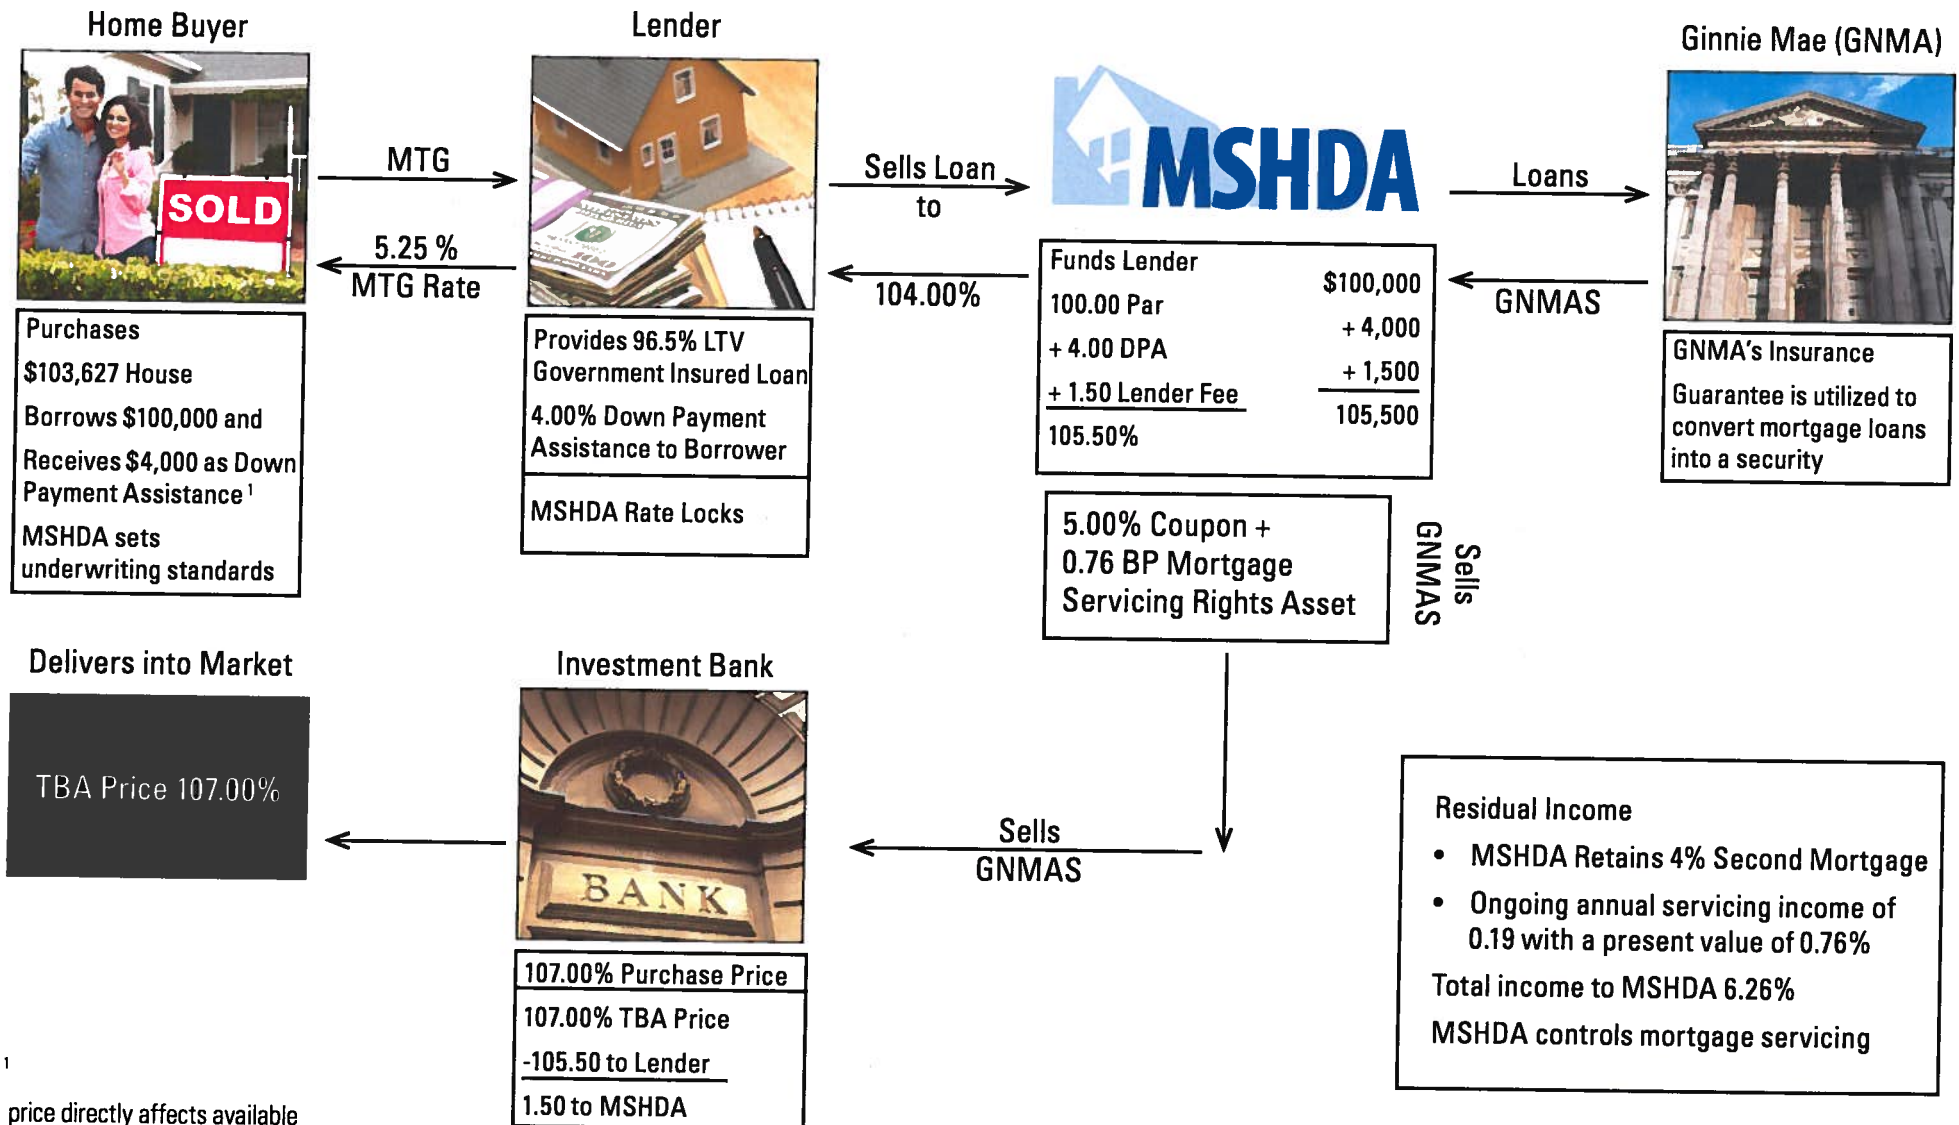 Home Buyer
SOLD
MTG
5.25 %
MTG Rate
Purchases
$103,627 House
Borrows $100,000 and
Receives $4,000 as Down
Payment Assistance 1
MSHDA sets
underwriting standards
Lender
100
Provides 96.5% LTV
Government Insured Loan
4.00% Down Payment
Assistance to Borrower
MSHDA Rate Locks
Sells Loan
to
104.00%
MSHDA
Funds Lender
$100,000
100.00 Par
+ 4,000
+ 4.00 DPA
+ 1,500
+ 1.50 Lender Fee
105,500
105.50%
5.00% Coupon +
0.76 BP Mortgage
Servicing Rights Asset
Sells
GNMAS
Loans
GNMAS
Ginnie Mae (GNMA)
GNMA's Insurance
Guarantee is utilized to
convert mortgage loans
into a security
Delivers into Market
TBA Price 107.00%
Investment Bank
BANK
107.00% Purchase Price
107.00% TBA Price
-105.50 to Lender
1.50 to MSHDA
Sells
GNMAS
Residual Income
• MSHDA Retains 4% Second Mortgage
• Ongoing annual servicing income of
0.19 with a present value of 0.76%
Total income to MSHDA 6.26%
MSHDA controls mortgage servicing
1
price directly affects available